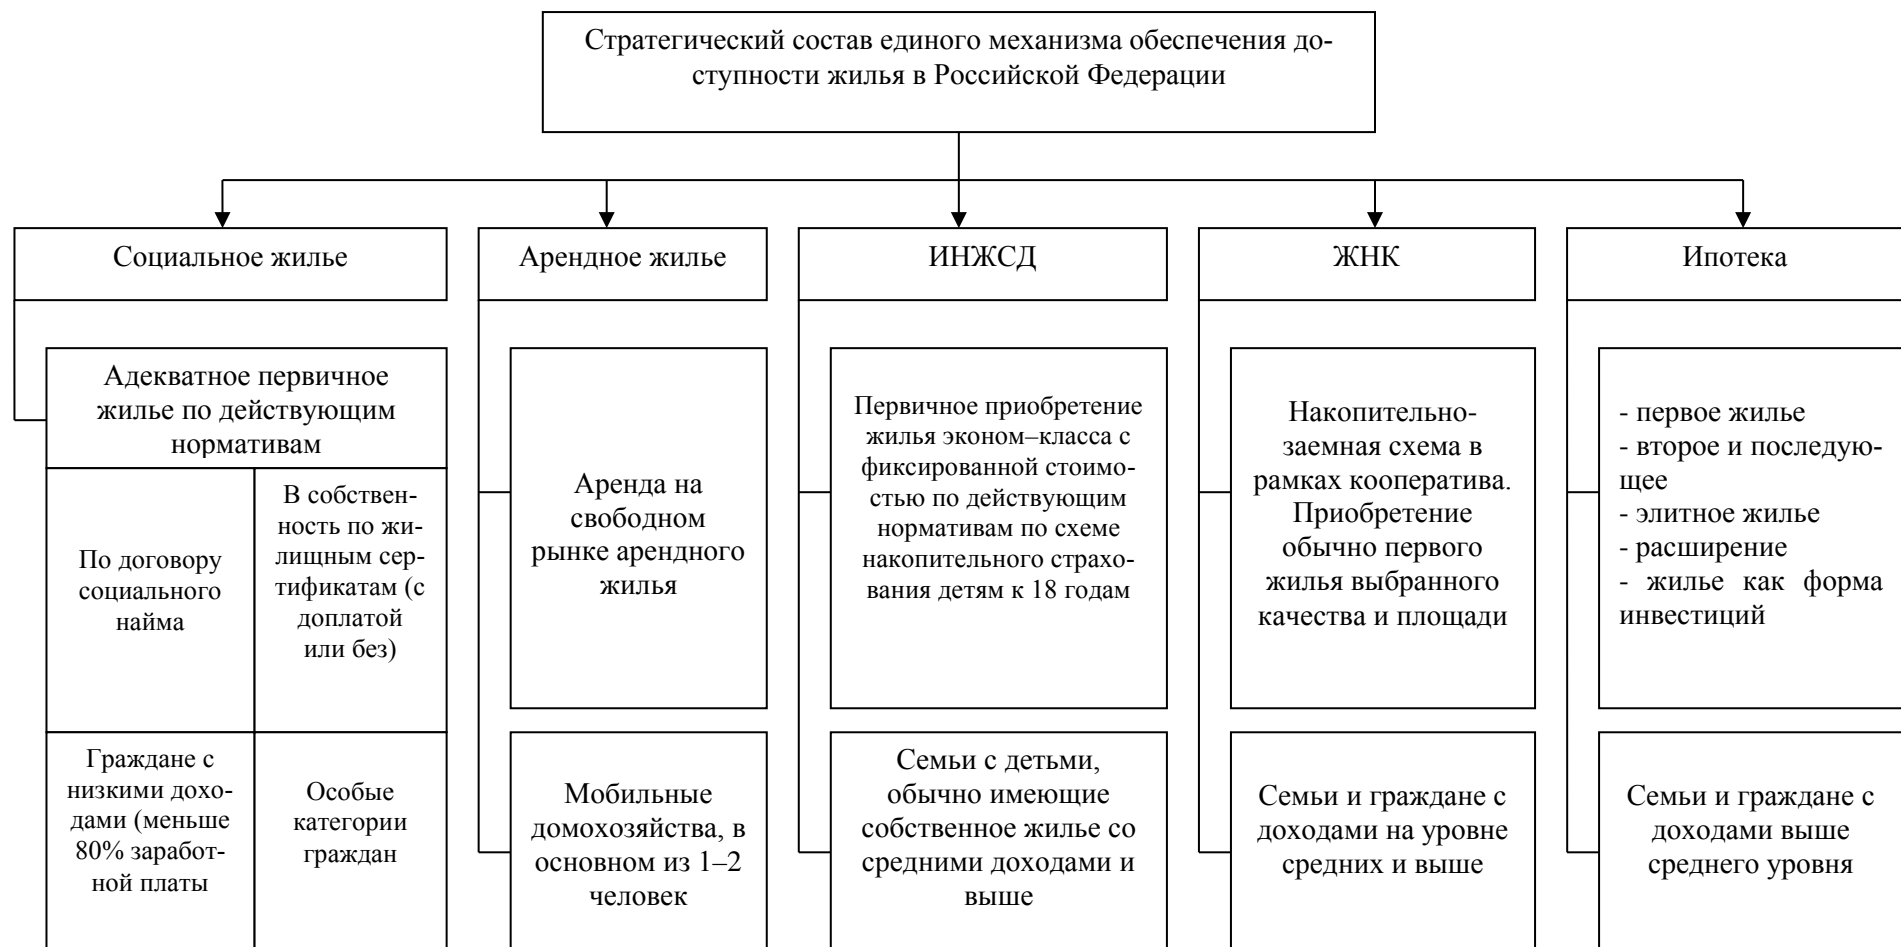 Стратегический состав единого механизма обеспечения до-
ступности жилья в Российской Федерации
Социальное жилье
Арендное жилье
ИНЖСД
ЖНК
Ипотека
Адекватное первичное
жилье по действующим
нормативам
По договору
социального
найма
В собствен-
ность по жи-
лищным сер-
тификатам (с
доплатой
или без)
Аренда на
свободном
рынке арендного
жилья
Первичное приобретение
жилья эконом–класса с
фиксированной стоимо-
стью по действующим
нормативам по схеме
накопительного страхо-
вания детям к 18 годам
Накопительно-
заемная схема в
рамках кооператива.
Приобретение
обычно первого
жилья выбранного
качества и площади
- первое жилье
- второе и последую-
щее
- элитное жилье
- расширение
- жилье как форма
инвестиций
Граждане с
низкими дохо-
дами (меньше
80% заработ-
ной платы
Особые
категории
граждан
Мобильные
домохозяйства, в
основном из 1–2
человек
Семьи с детьми,
обычно имеющие
собственное жилье со
средними доходами и
выше
Семьи и граждане с
доходами на уровне
средних и выше
Семьи и граждане с
доходами выше
среднего уровня